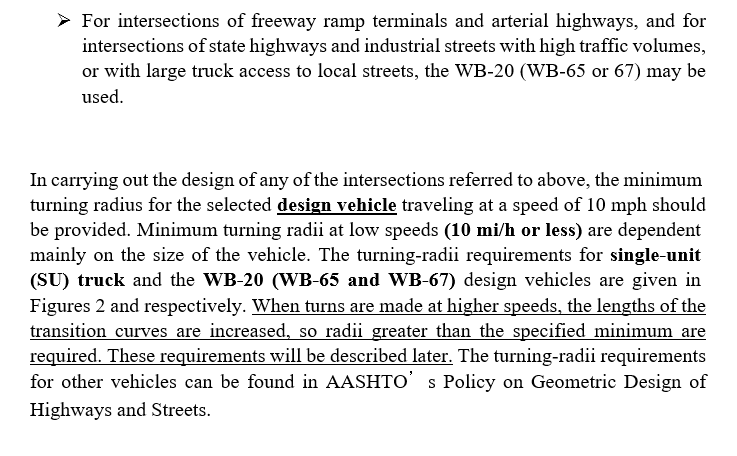 ➢ For intersections of freeway ramp terminals and arterial highways, and for
intersections of state highways and industrial streets with high traffic volumes,
or with large truck access to local streets, the WB-20 (WB-65 or 67) may be
used.
In carrying out the design of any of the intersections referred to above, the minimum
turning radius for the selected design vehicle traveling at a speed of 10 mph should
be provided. Minimum turning radii at low speeds (10 mi/h or less) are dependent
mainly on the size of the vehicle. The turning-radii requirements for single-unit
(SU) truck and the WB-20 (WB-65 and WB-67) design vehicles are given in
Figures 2 and respectively. When turns are made at higher speeds, the lengths of the
transition curves are increased, so radii greater than the specified minimum are
required. These requirements will be described later. The turning-radii requirements
for other vehicles can be found in AASHTO’ s Policy on Geometric Design of
Highways and Streets.